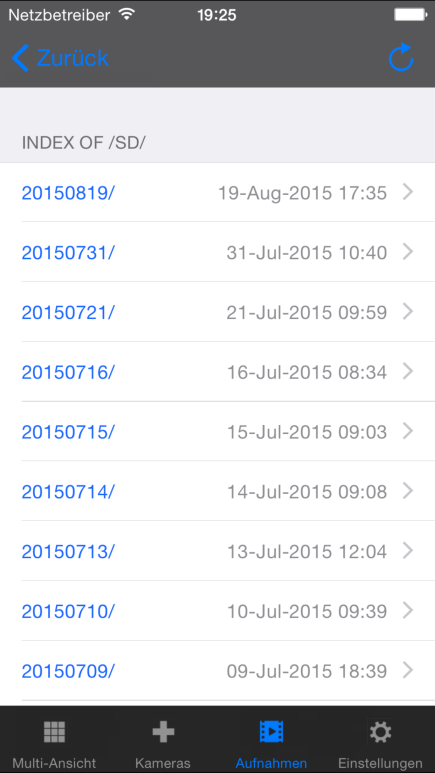 Netzbetreiber 19:25
Zurück
INDEX OF /SD/
20150819/ 19-Aug-2015 17:35
20150731/ 31-Jul-2015 10:40
20150721/ 21-Jul-2015 09:59
20150716/ 16-Jul-2015 08:34
20150715/ 15-Jul-2015 09:03
20150714/ 14-Jul-2015 09:08
20150713/ 13-Jul-2015 12:04
20150710/ 10-Jul-2015 09:39
20150709/ 09-Jul-2015 18:39
Multi-Ansicht Kameras Aufnahmen Einstellungen